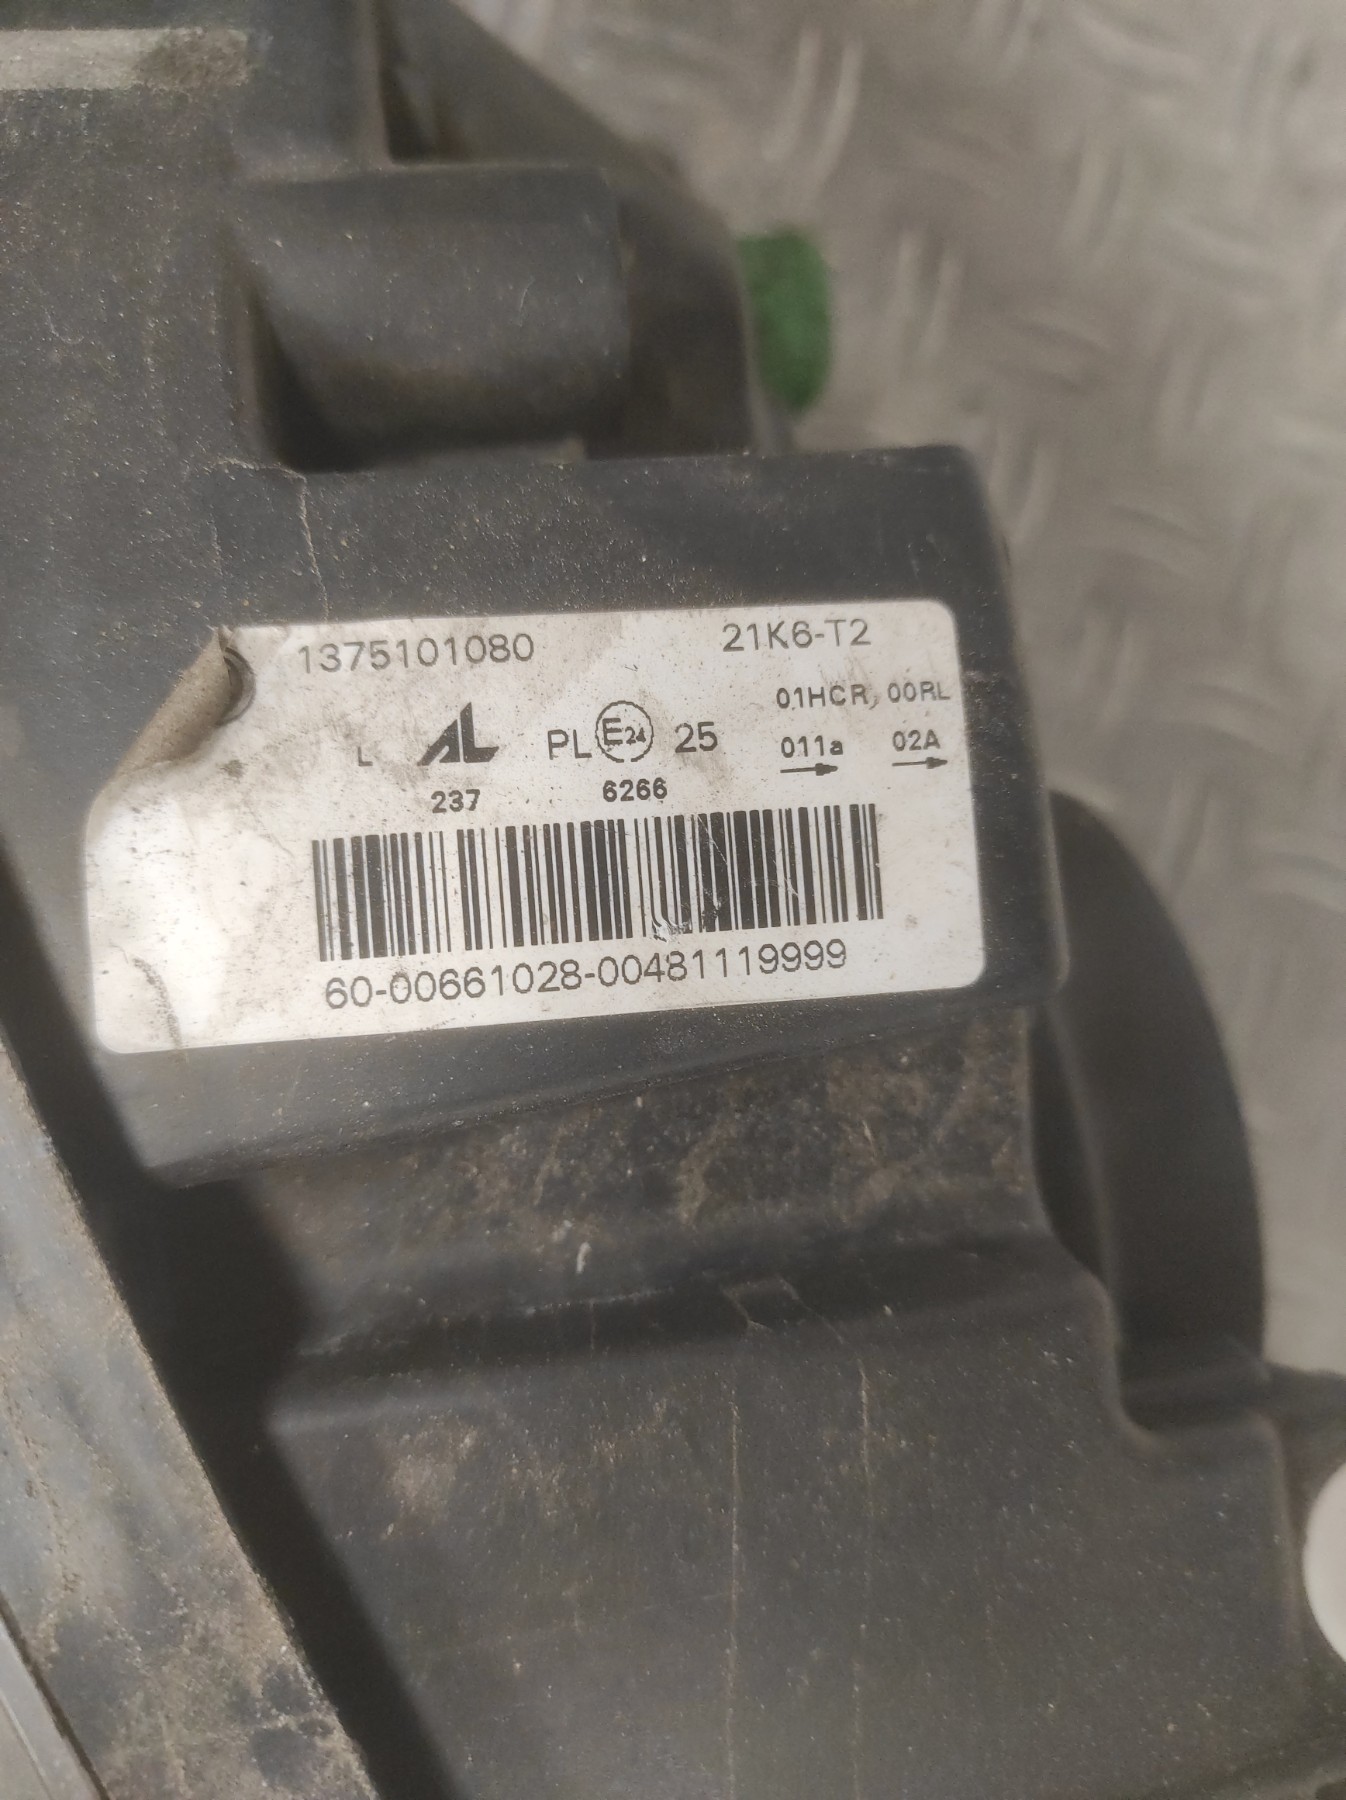 1375101080 21K6-T2
01HCR, 00RL
L AL PL E24 25 011a 02A
237 6266
60-00661028-00481119999